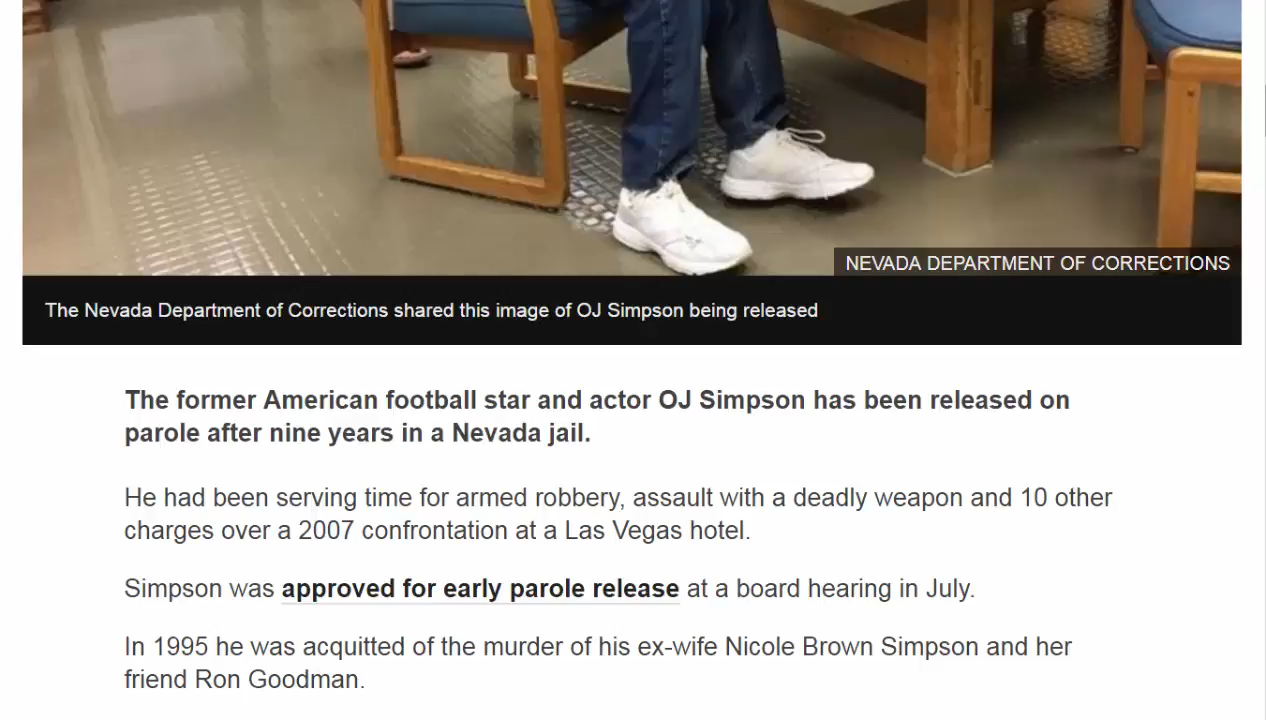 NEVADA DEPARTMENT OF CORRECTIONS
The Nevada Department of Corrections shared this image of OJ Simpson being released
The former American football star and actor OJ Simpson has been released on
parole after nine years in a Nevada jail.
He had been serving time for armed robbery, assault with a deadly weapon and 10 other
charges over a 2007 confrontation at a Las Vegas hotel.
Simpson was approved for early parole release at a board hearing in July.
In 1995 he was acquitted of the murder of his ex-wife Nicole Brown Simpson and her
friend Ron Goodman.